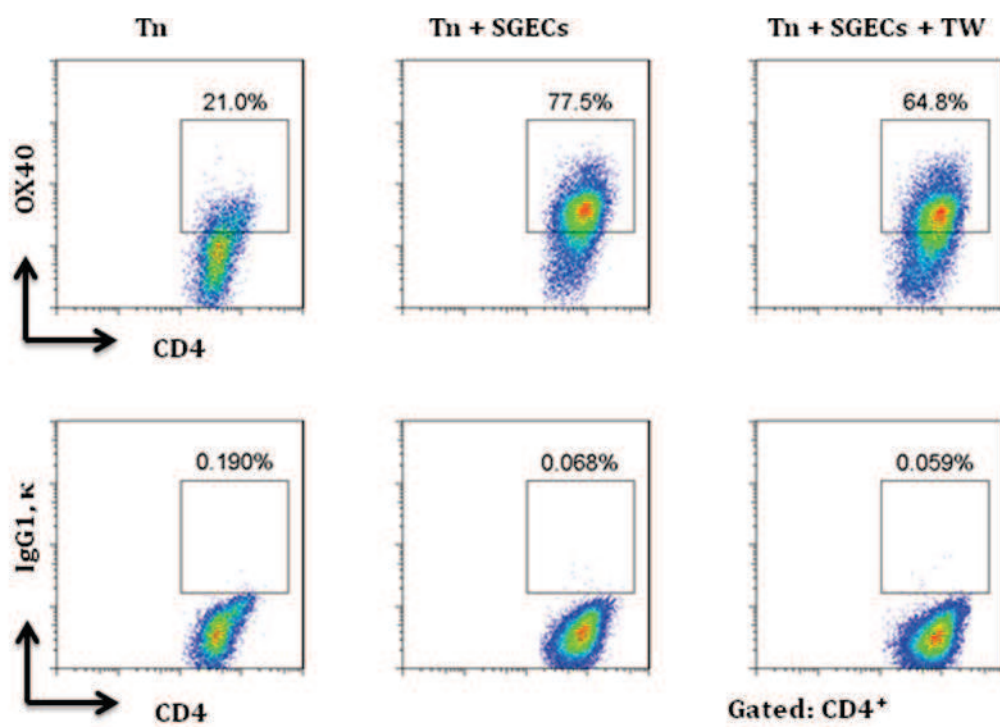 Tn
Tn + SGECs
Tn + SGECs + TW
21.0%
77.5%
64.8%
OX40
CD4
0.190%
0.068%
0.059%
IgG1, κ
CD4
Gated: CD4⁺